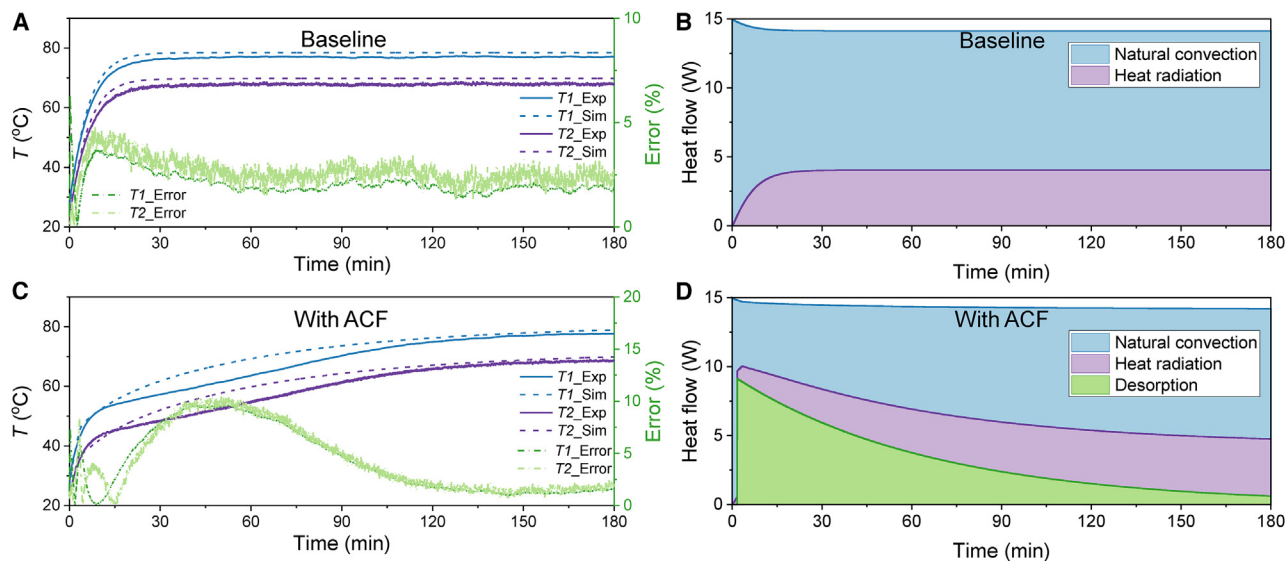 A
Baseline
T (°C)
80
60
40
20
0
30
60
90
120
150
180
Time (min)
10
5
0
Error (%)
T1_Exp
T1_Sim
T2_Exp
T2_Sim
T1_Error
T2_Error
B
Baseline
Heat flow (W)
15
10
5
0
0
30
60
90
120
150
180
Time (min)
Natural convection
Heat radiation
C
With ACF
T (°C)
80
60
40
20
0
30
60
90
120
150
180
Time (min)
20
15
10
5
0
Error (%)
T1_Exp
T1_Sim
T2_Exp
T2_Sim
T1_Error
T2_Error
D
With ACF
Heat flow (W)
15
10
5
0
0
30
60
90
120
150
180
Time (min)
Natural convection
Heat radiation
Desorption